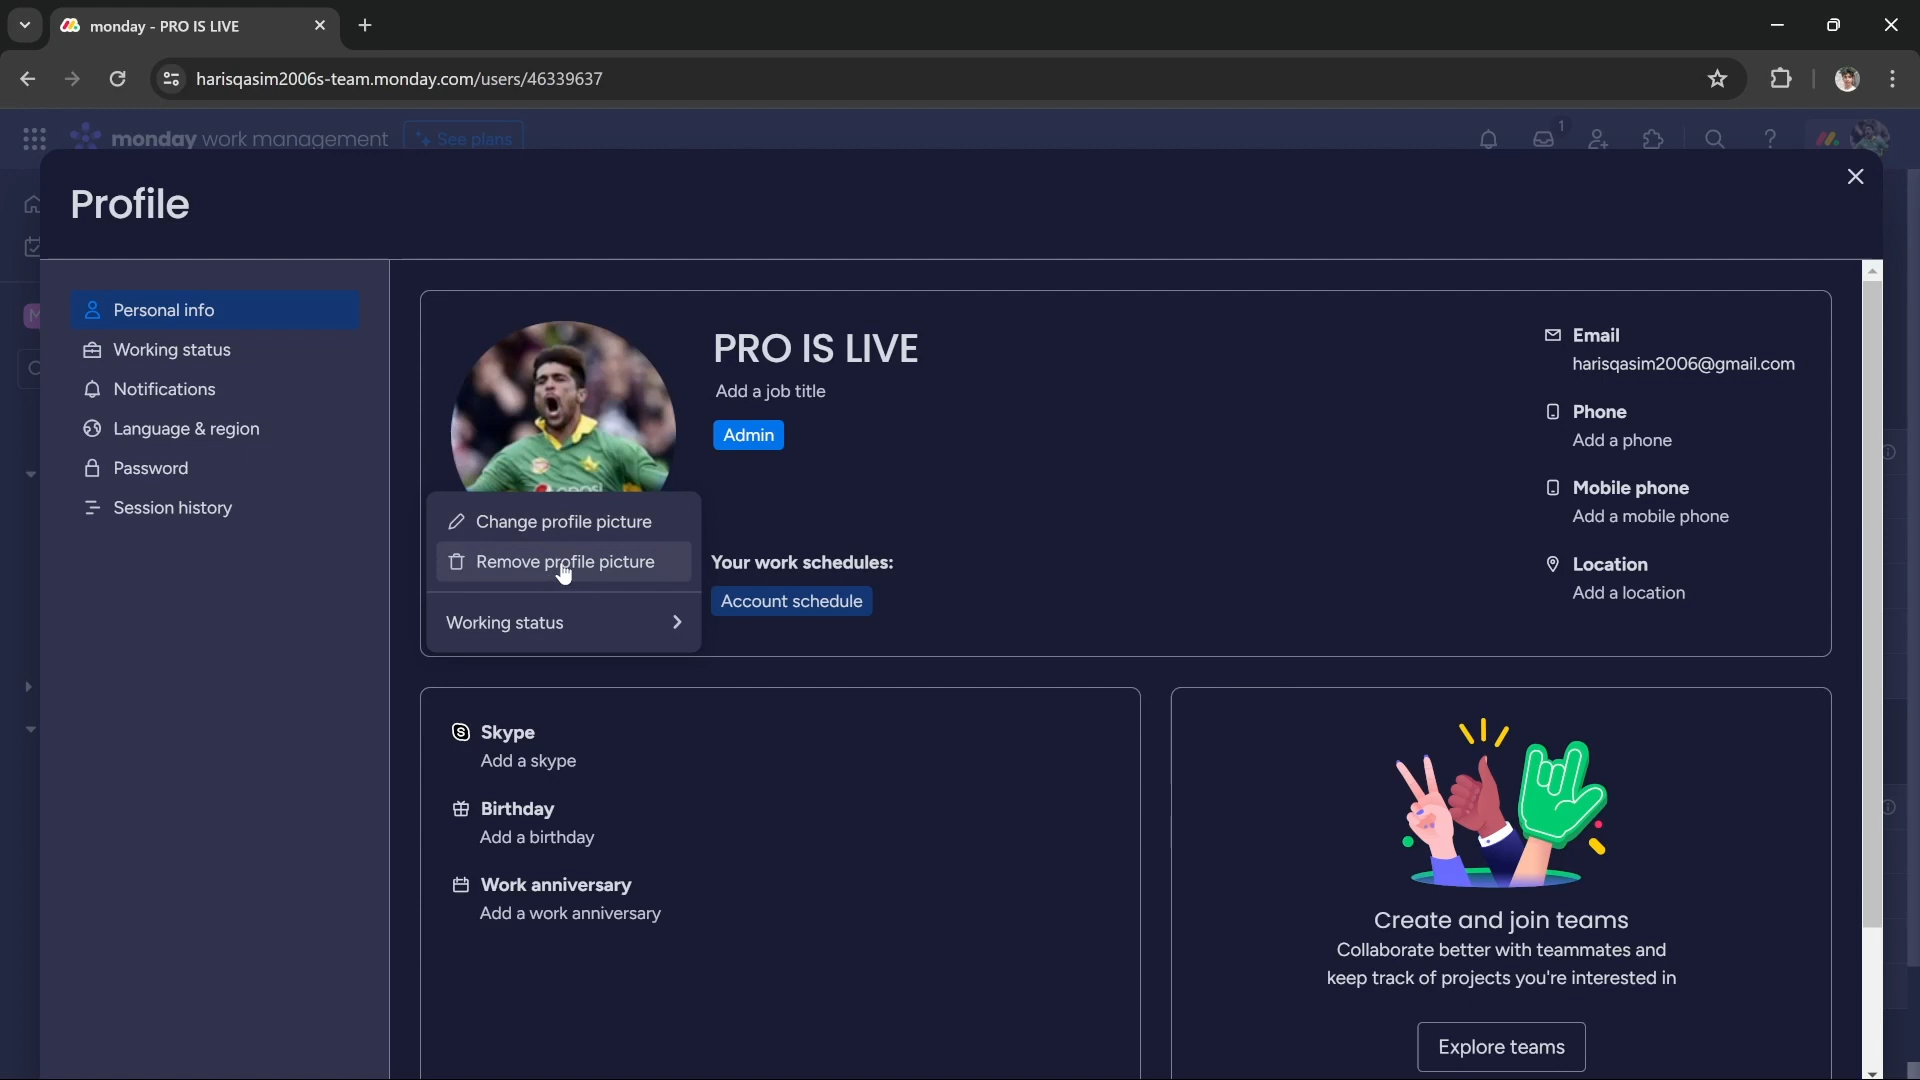 monday - PRO IS LIVE
harisqasim2006s-team.monday.com/users/46339637
monday work management
See plans
1
Profile
M
Personal info
Working status
Notifications
Language & region
Password
Session history
PRO IS LIVE
Add a job title
Admin
Change profile picture
Remove profile picture
Working status
Your work schedules:
Account schedule
Email
harisqasim2006@gmail.com
Phone
Add a phone
Mobile phone
Add a mobile phone
Location
Add a location
Skype
Add a skype
Birthday
Add a birthday
Work anniversary
Add a work anniversary
Create and join teams
Collaborate better with teammates and
keep track of projects you're interested in
Explore teams